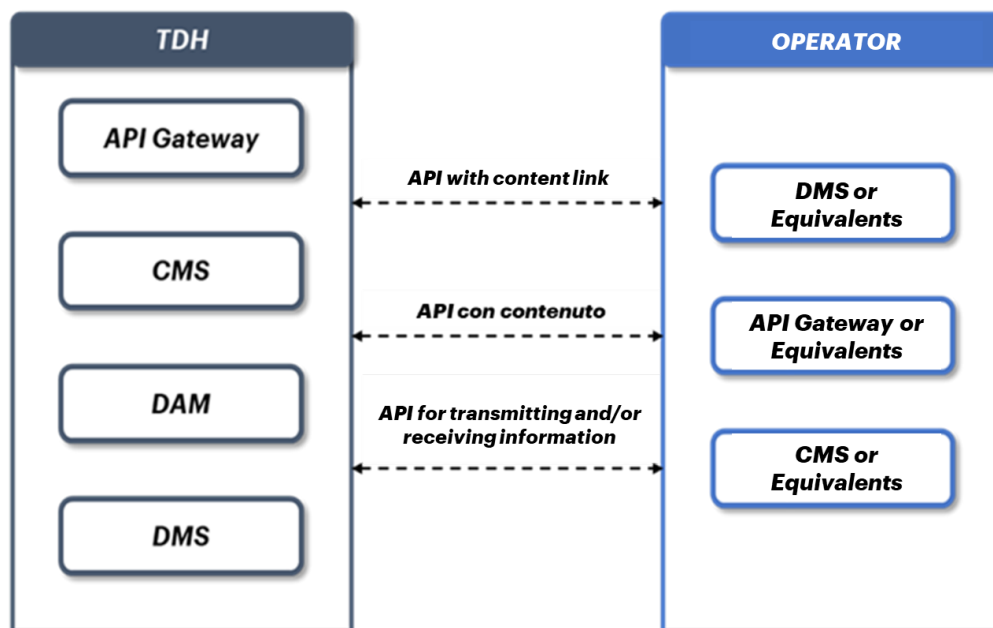 TDH
API Gateway
CMS
DAM
DMS
API with content link
API con contenuto
API for transmitting and/or
receiving information
OPERATOR
DMS or
Equivalents
API Gateway or
Equivalents
CMS or
Equivalents